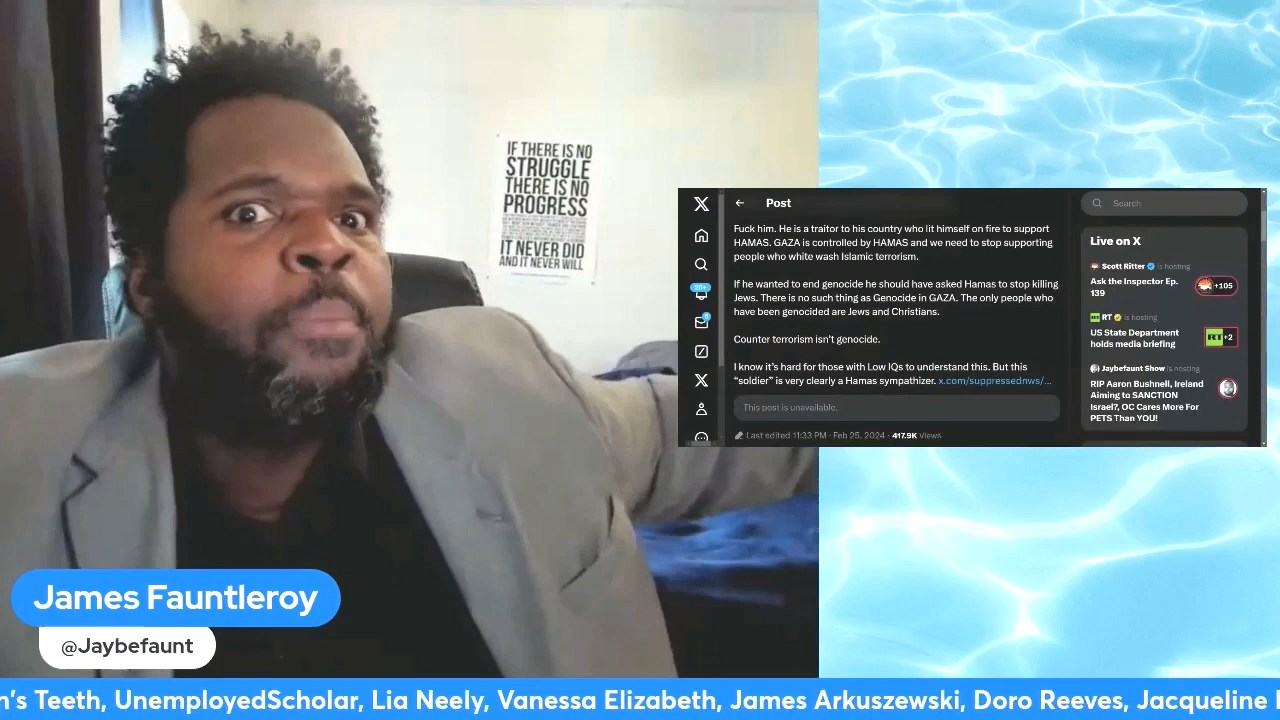 IF THERE IS NO
STRUGGLE
THERE IS NO
PROGRESS
IT NEVER DID
AND IT NEVER WILL
Post
Fuck him. He is a traitor to his country who lit himself on fire to support
HAMAS. GAZA is controlled by HAMAS and we need to stop supporting
people who white wash Islamic terrorism.
If he wanted to end genocide he should have asked Hamas to stop killing
Jews. There is no such thing as Genocide in GAZA. The only people who
have been genocided are Jews and Christians.
Counter terrorism isn't genocide.
I know it's hard for those with Low IQs to understand this. But this
"soldier" is very clearly a Hamas sympathizer. x.com/suppressednws/...
This post is unavailable.
Last edited 11:33 PM · Feb 25, 2024 · 417.9K Views
20+
Search
Live on X
Scott Ritter is hosting
Ask the Inspector Ep.
139
+105
RT is hosting
US State Department
holds media briefing
RT +2
Jaybefaunt Show is hosting
RIP Aaron Bushnell, Ireland
Aiming to SANCTION
Israel?, OC Cares More For
PETS Than YOU!
James Fauntleroy
@Jaybefaunt
n's Teeth, UnemployedScholar, Lia Neely, Vanessa Elizabeth, James Arkuszewski, Doro Reeves, Jacqueline